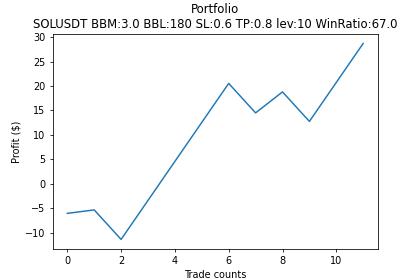 Portfolio
SOLUSDT BBM:3.0 BBL:180 SL:0.6 TP:0.8 lev:10 WinRatio:67.0
30
25
20
15
10
5
0
−5
−10
Profit ($)
0 2 4 6 8 10
Trade counts